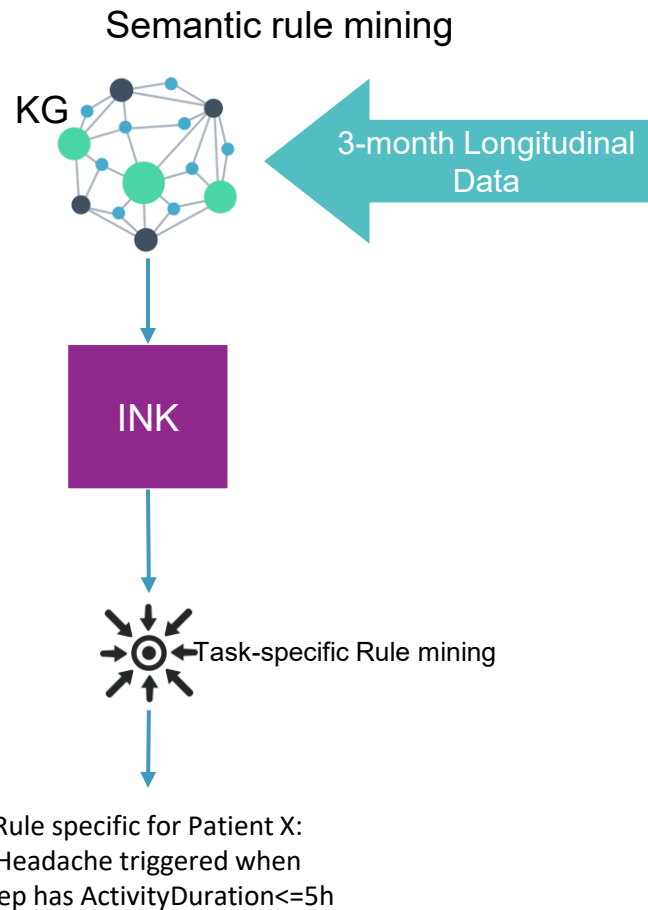 Semantic rule mining
KG
3-month Longitudinal
Data
INK
Task-specific Rule mining
Rule specific for Patient X:
Headache triggered when
ep has ActivityDuration<=5h